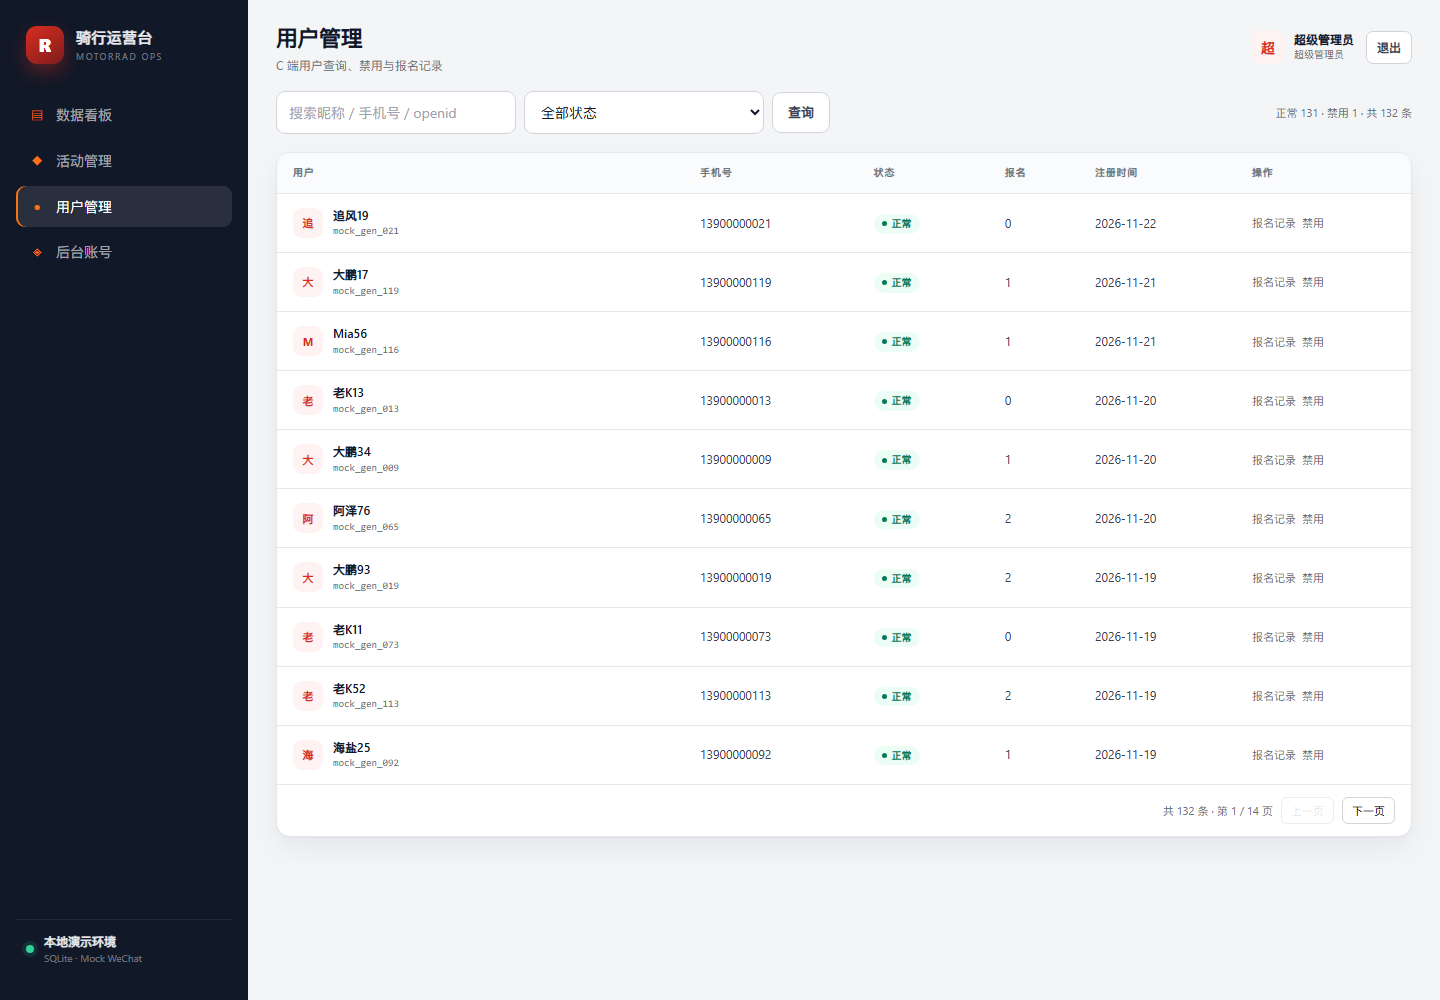 R
骑行运营台
MOTORRAD OPS
数据看板
活动管理
用户管理
后台账号
本地演示环境
SQLite · Mock WeChat
用户管理
C 端用户查询、禁用与报名记录
超
超级管理员
超级管理员
退出
搜索昵称 / 手机号 / openid
全部状态
查询
正常 131 · 禁用 1 · 共 132 条
用户 手机号 状态 报名 注册时间 操作
追 追风19 13900000021 正常 0 2026-11-22 报名记录 禁用
mock_gen_021
大 大鹏17 13900000119 正常 1 2026-11-21 报名记录 禁用
mock_gen_119
M Mia56 13900000116 正常 1 2026-11-21 报名记录 禁用
mock_gen_116
老 老K13 13900000013 正常 0 2026-11-20 报名记录 禁用
mock_gen_013
大 大鹏34 13900000009 正常 1 2026-11-20 报名记录 禁用
mock_gen_009
阿 阿泽76 13900000065 正常 2 2026-11-20 报名记录 禁用
mock_gen_065
大 大鹏93 13900000019 正常 2 2026-11-19 报名记录 禁用
mock_gen_019
老 老K11 13900000073 正常 0 2026-11-19 报名记录 禁用
mock_gen_073
老 老K52 13900000113 正常 2 2026-11-19 报名记录 禁用
mock_gen_113
海 海盐25 13900000092 正常 1 2026-11-19 报名记录 禁用
mock_gen_092
共 132 条 · 第 1 / 14 页 上一页 下一页